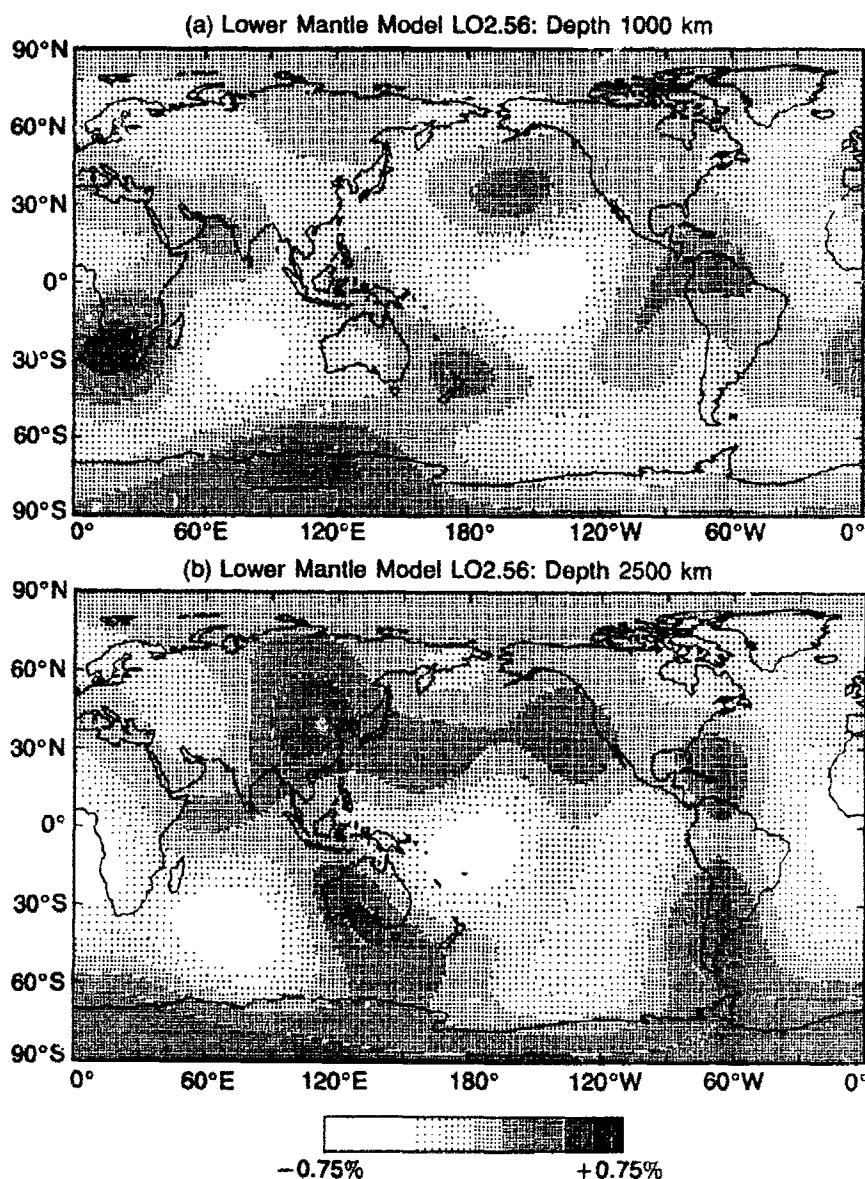 (a) Lower Mantle Model LO2.56: Depth 1000 km
90°N
60°N
30°N
0°
30°S
60°S
90°S
0° 60°E 120°E 180° 120°W 60°W 0°
(b) Lower Mantle Model LO2.56: Depth 2500 km
90°N
60°N
30°N
0°
30°S
60°S
90°S
0° 60°E 120°E 180° 120°W 60°W 0°
−0.75% +0.75%